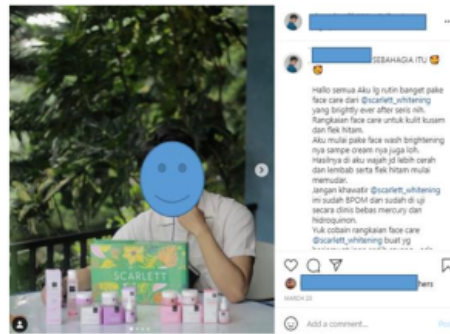 SEBAHAGIA ITU
Hallo semua Aku lg rutin banget pake
face care dari @scarlett_whitening
yang brightly ever after series nih.
Rangkaian face care untuk kulit kusam
dan flek hitam.
Aku mulai pake face wash brightening
nya sampe cream nya juga loh.
Hasilnya di aku wajah jd lebih cerah
dan lembab serta flek hitam mulai
memudar.
Jangan khawatir @scarlett_whitening
ini sudah BPOM dan sudah di uji
secara clinis bebas mercury dan
hidroquinon.
Yuk cobain rangkaian face care
@scarlett_whitening buat yg
SCARLETT
hers
MARCH 23
Add a comment...